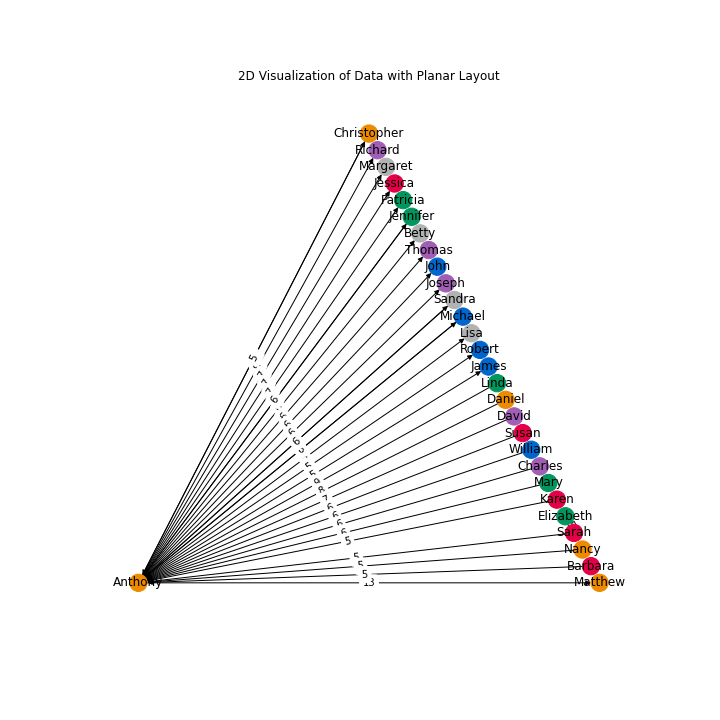 2D Visualization of Data with Planar Layout
Christopher
Richard
Margaret
Jessica
Patricia
Jennifer
Betty
Thomas
John
Joseph
Sandra
Michael
Lisa
Robert
James
Linda
Daniel
David
Susan
William
Charles
Mary
Karen
Elizabeth
Sarah
Nancy
Barbara
Anthony
Matthew
5
5
13